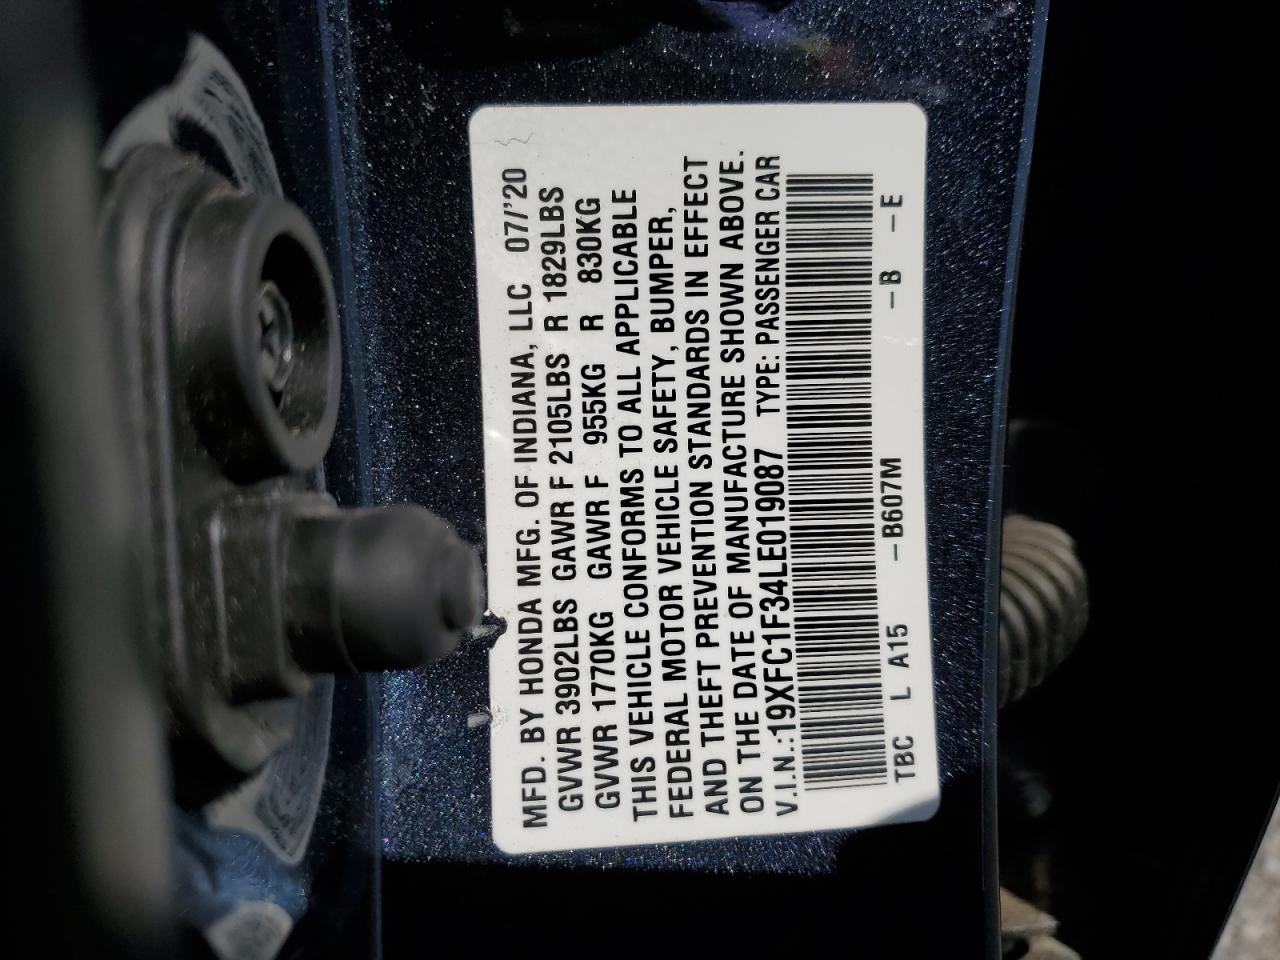 MFD. BY HONDA MFG. OF INDIANA, LLC 07/'20
GVWR 3902LBS GAWR F 2105LBS R 1829LBS
GVWR 1770KG GAWR F 955KG R 830KG
THIS VEHICLE CONFORMS TO ALL APPLICABLE
FEDERAL MOTOR VEHICLE SAFETY, BUMPER,
AND THEFT PREVENTION STANDARDS IN EFFECT
ON THE DATE OF MANUFACTURE SHOWN ABOVE.
V.I.N.:19XFC1F34LE019087 TYPE: PASSENGER CAR
TBC L A15 -B607M -B -E